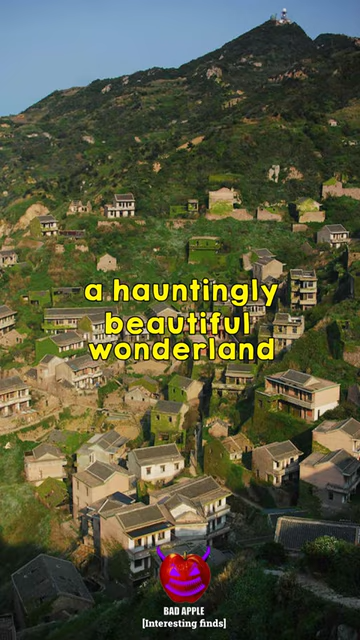 a hauntingly
beautiful
wonderland
BAD APPLE
[Interesting finds]